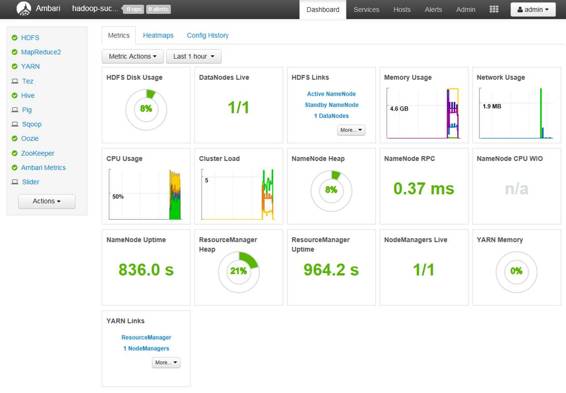 Ambari hadoop-suc... 0 ops 0 alerts Dashboard Services Hosts Alerts Admin admin
HDFS
MapReduce2
YARN
Tez
Hive
Pig
Sqoop
Oozie
ZooKeeper
Ambari Metrics
Slider
Actions
Metrics Heatmaps Config History
Metric Actions Last 1 hour
HDFS Disk Usage
8%
DataNodes Live
1/1
HDFS Links
Active NameNode
Standby NameNode
1 DataNodes
More...
Memory Usage
4.6 GB
Network Usage
1.9 MB
CPU Usage
50%
Cluster Load
5
NameNode Heap
8%
NameNode RPC
0.37 ms
NameNode CPU WIO
n/a
NameNode Uptime
836.0 s
ResourceManager
Heap
21%
ResourceManager
Uptime
964.2 s
NodeManagers Live
1/1
YARN Memory
0%
YARN Links
ResourceManager
1 NodeManagers
More...